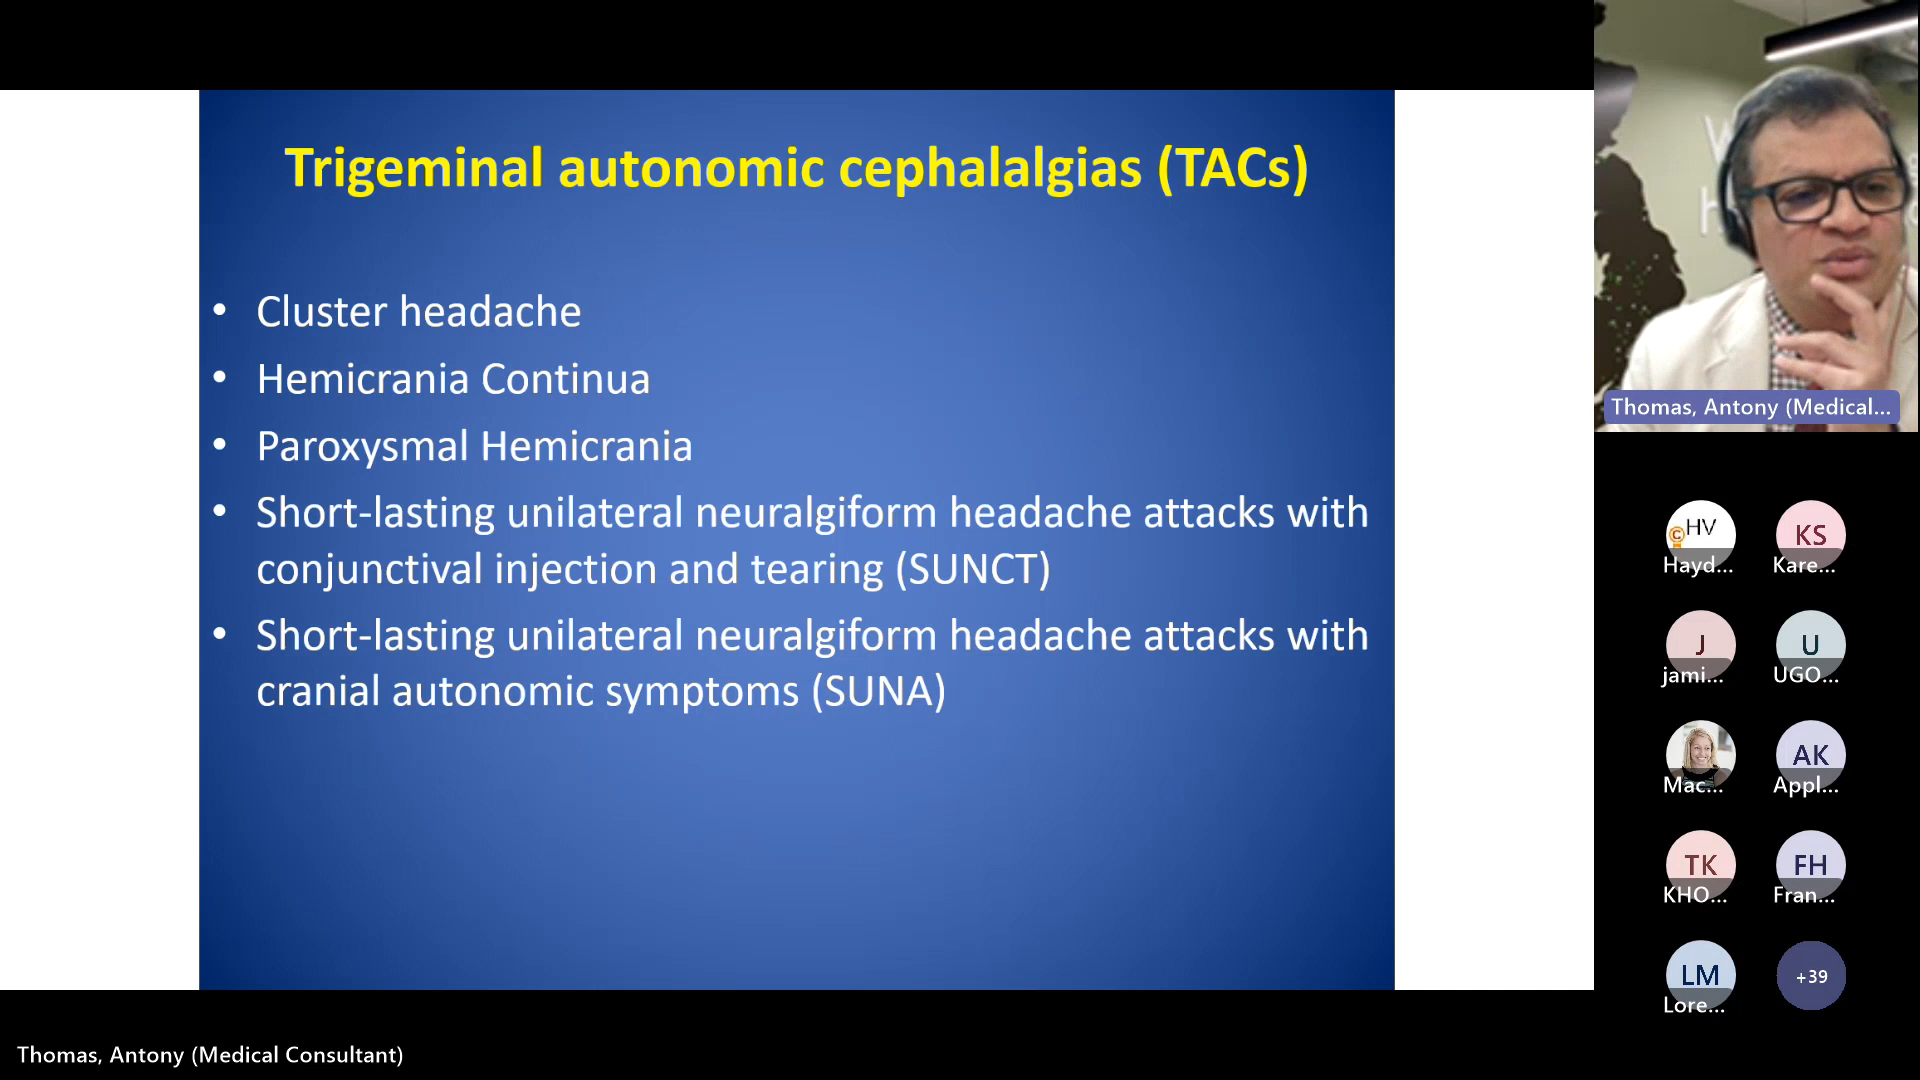 Trigeminal autonomic cephalalgias (TACs)
• Cluster headache
• Hemicrania Continua
• Paroxysmal Hemicrania
• Short-lasting unilateral neuralgiform headache attacks with
conjunctival injection and tearing (SUNCT)
• Short-lasting unilateral neuralgiform headache attacks with
cranial autonomic symptoms (SUNA)
Thomas, Antony (Medical...
HV
Hayd...
KS
Kare...
J
jami...
U
UGO...
Mac...
AK
Appl...
TK
KHO...
FH
Fran...
LM
Lore...
+39
Thomas, Antony (Medical Consultant)